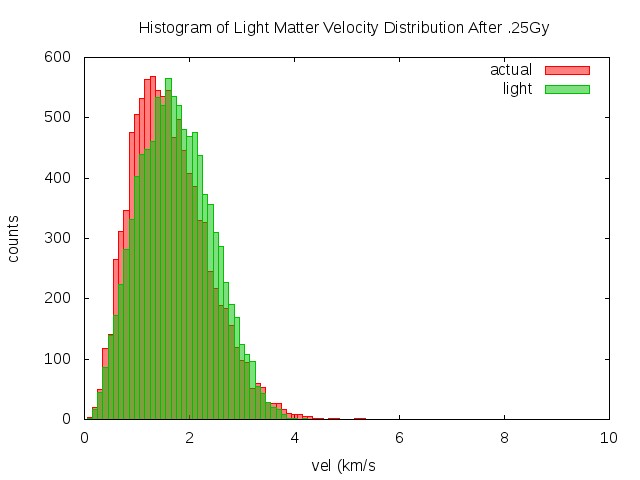 Histogram of Light Matter Velocity Distribution After .25Gy
600
500
400
300
200
100
0
counts
actual
light
0 2 4 6 8 10
vel (km/s